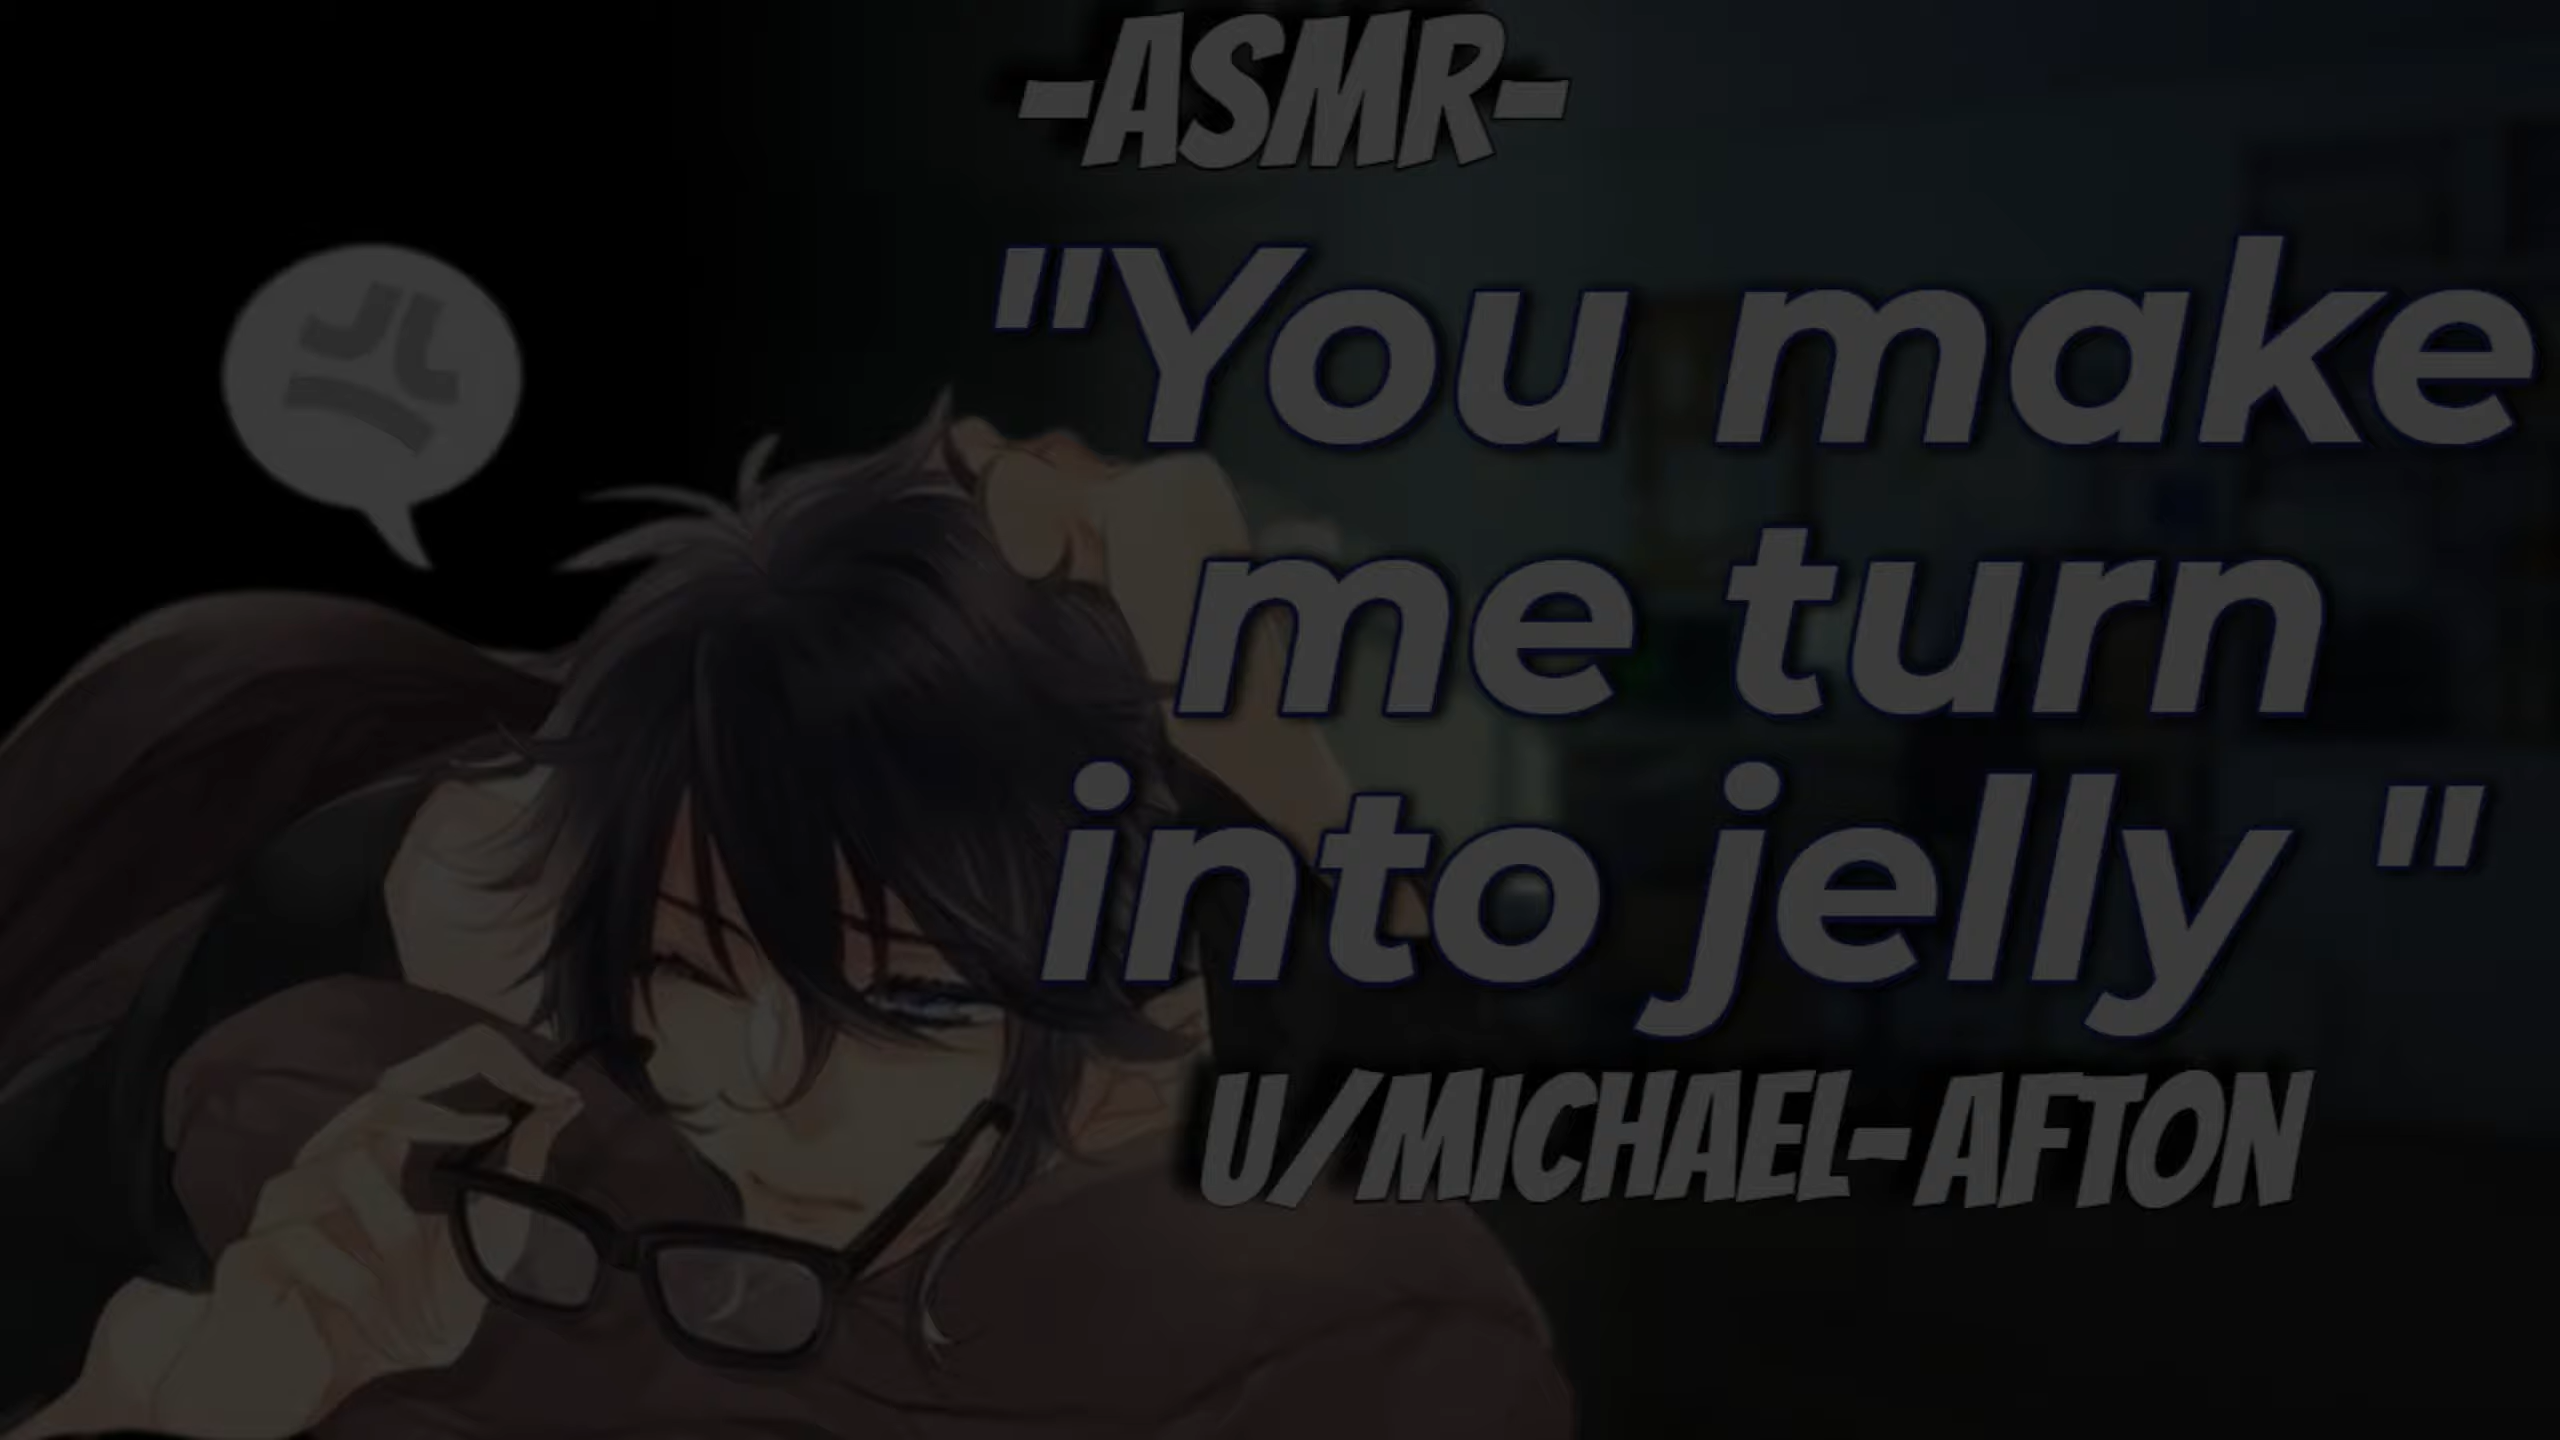 -ASMR-
"You make
me turn
into jelly "
U/MICHAEL-AFTON